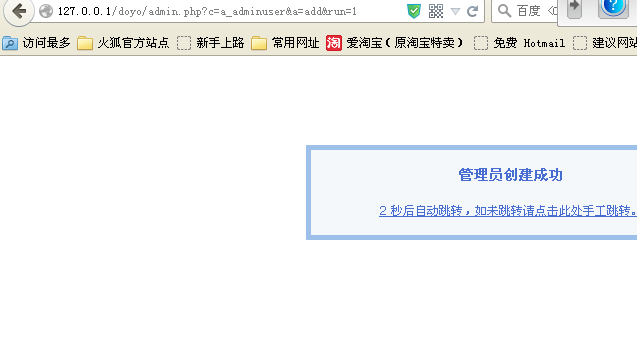 127.0.0.1/doyo/admin.php?c=a_adminuser&a=add&run=1 百度
访问最多 火狐官方站点 新手上路 常用网址 淘 爱淘宝（原淘宝特卖） 免费 Hotmail 建议网站
管理员创建成功
2 秒后自动跳转，如未跳转请点击此处手工跳转。